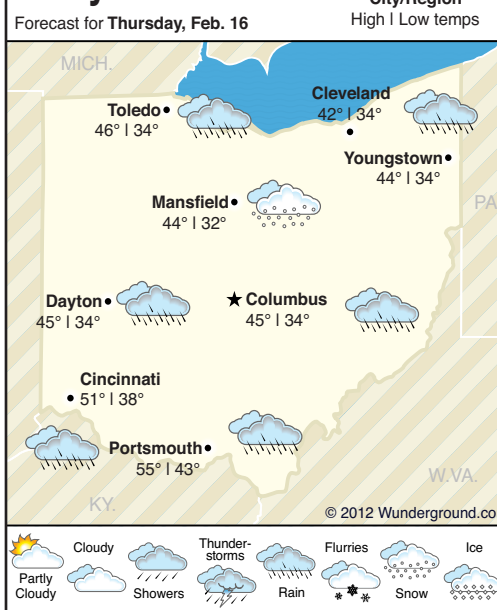 City/Region
Forecast for Thursday, Feb. 16
High | Low temps
MICH.
Toledo
46° | 34°
Cleveland
42° | 34°
Youngstown
44° | 34°
PA
Mansfield
44° | 32°
Dayton
45° | 34°
Columbus
45° | 34°
Cincinnati
51° | 38°
Portsmouth
55° | 43°
W.VA.
KY.
© 2012 Wunderground.co
Partly
Cloudy
Cloudy
Showers
Thunder-
storms
Rain
Flurries
Snow
Ice